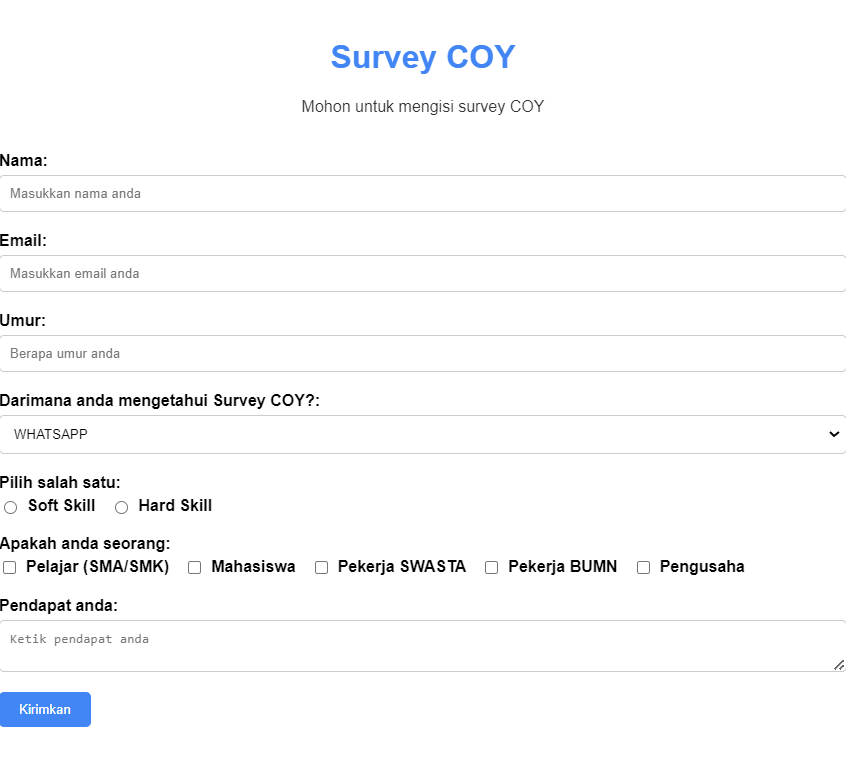 Survey COY
Mohon untuk mengisi survey COY
Nama:
Masukkan nama anda
Email:
Masukkan email anda
Umur:
Berapa umur anda
Darimana anda mengetahui Survey COY?:
WHATSAPP
Pilih salah satu:
Soft Skill Hard Skill
Apakah anda seorang:
Pelajar (SMA/SMK) Mahasiswa Pekerja SWASTA Pekerja BUMN Pengusaha
Pendapat anda:
Ketik pendapat anda
Kirimkan